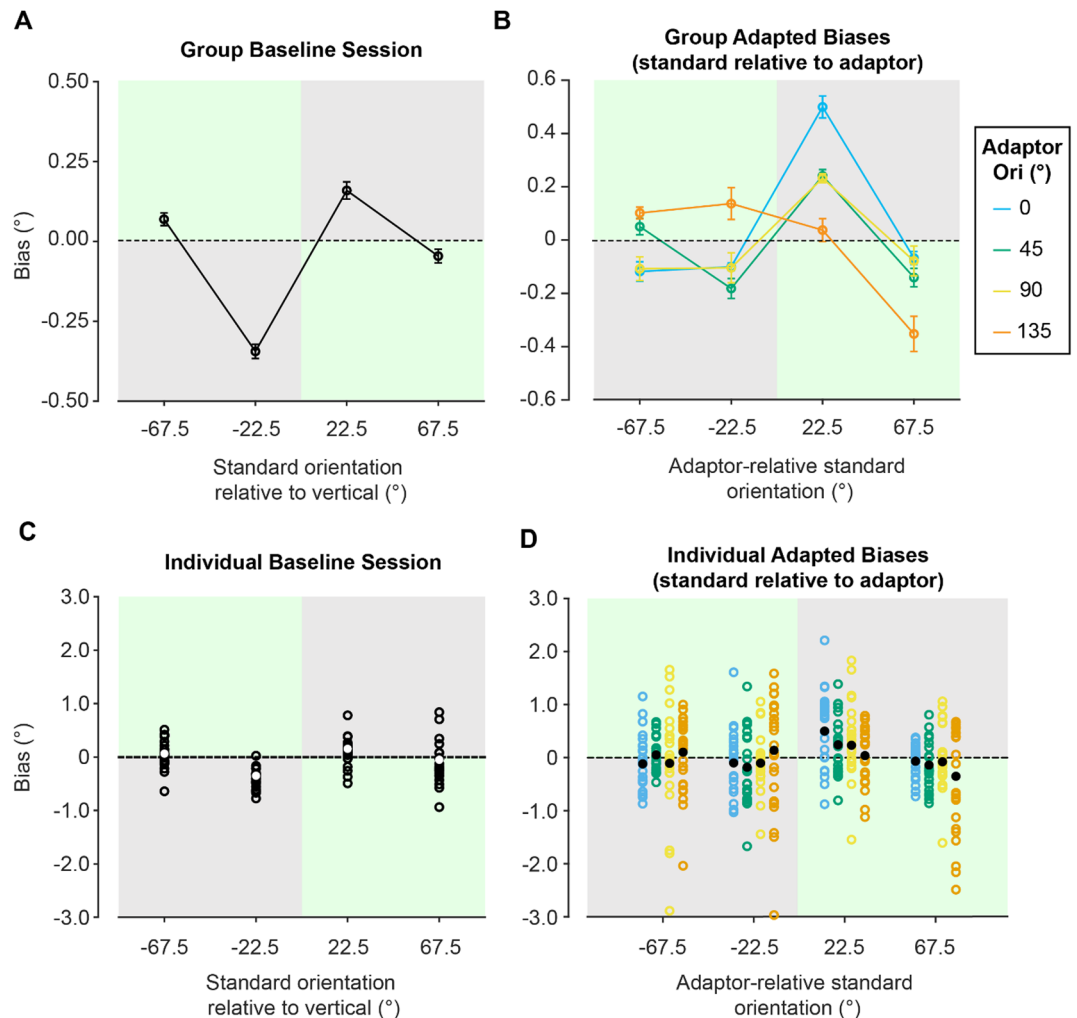 A
Group Baseline Session
0.50
0.25
0.00
-0.25
-0.50
Bias (°)
-67.5 -22.5 22.5 67.5
Standard orientation
relative to vertical (°)
B
Group Adapted Biases
(standard relative to adaptor)
0.6
0.4
0.2
0
-0.2
-0.4
-0.6
-67.5 -22.5 22.5 67.5
Adaptor-relative standard
orientation (°)
Adaptor
Ori (°)
0
45
90
135
C
Individual Baseline Session
3.0
2.0
1.0
0
-1.0
-2.0
-3.0
Bias (°)
-67.5 -22.5 22.5 67.5
Standard orientation
relative to vertical (°)
D
Individual Adapted Biases
(standard relative to adaptor)
3.0
2.0
1.0
0
-1.0
-2.0
-3.0
-67.5 -22.5 22.5 67.5
Adaptor-relative standard
orientation (°)